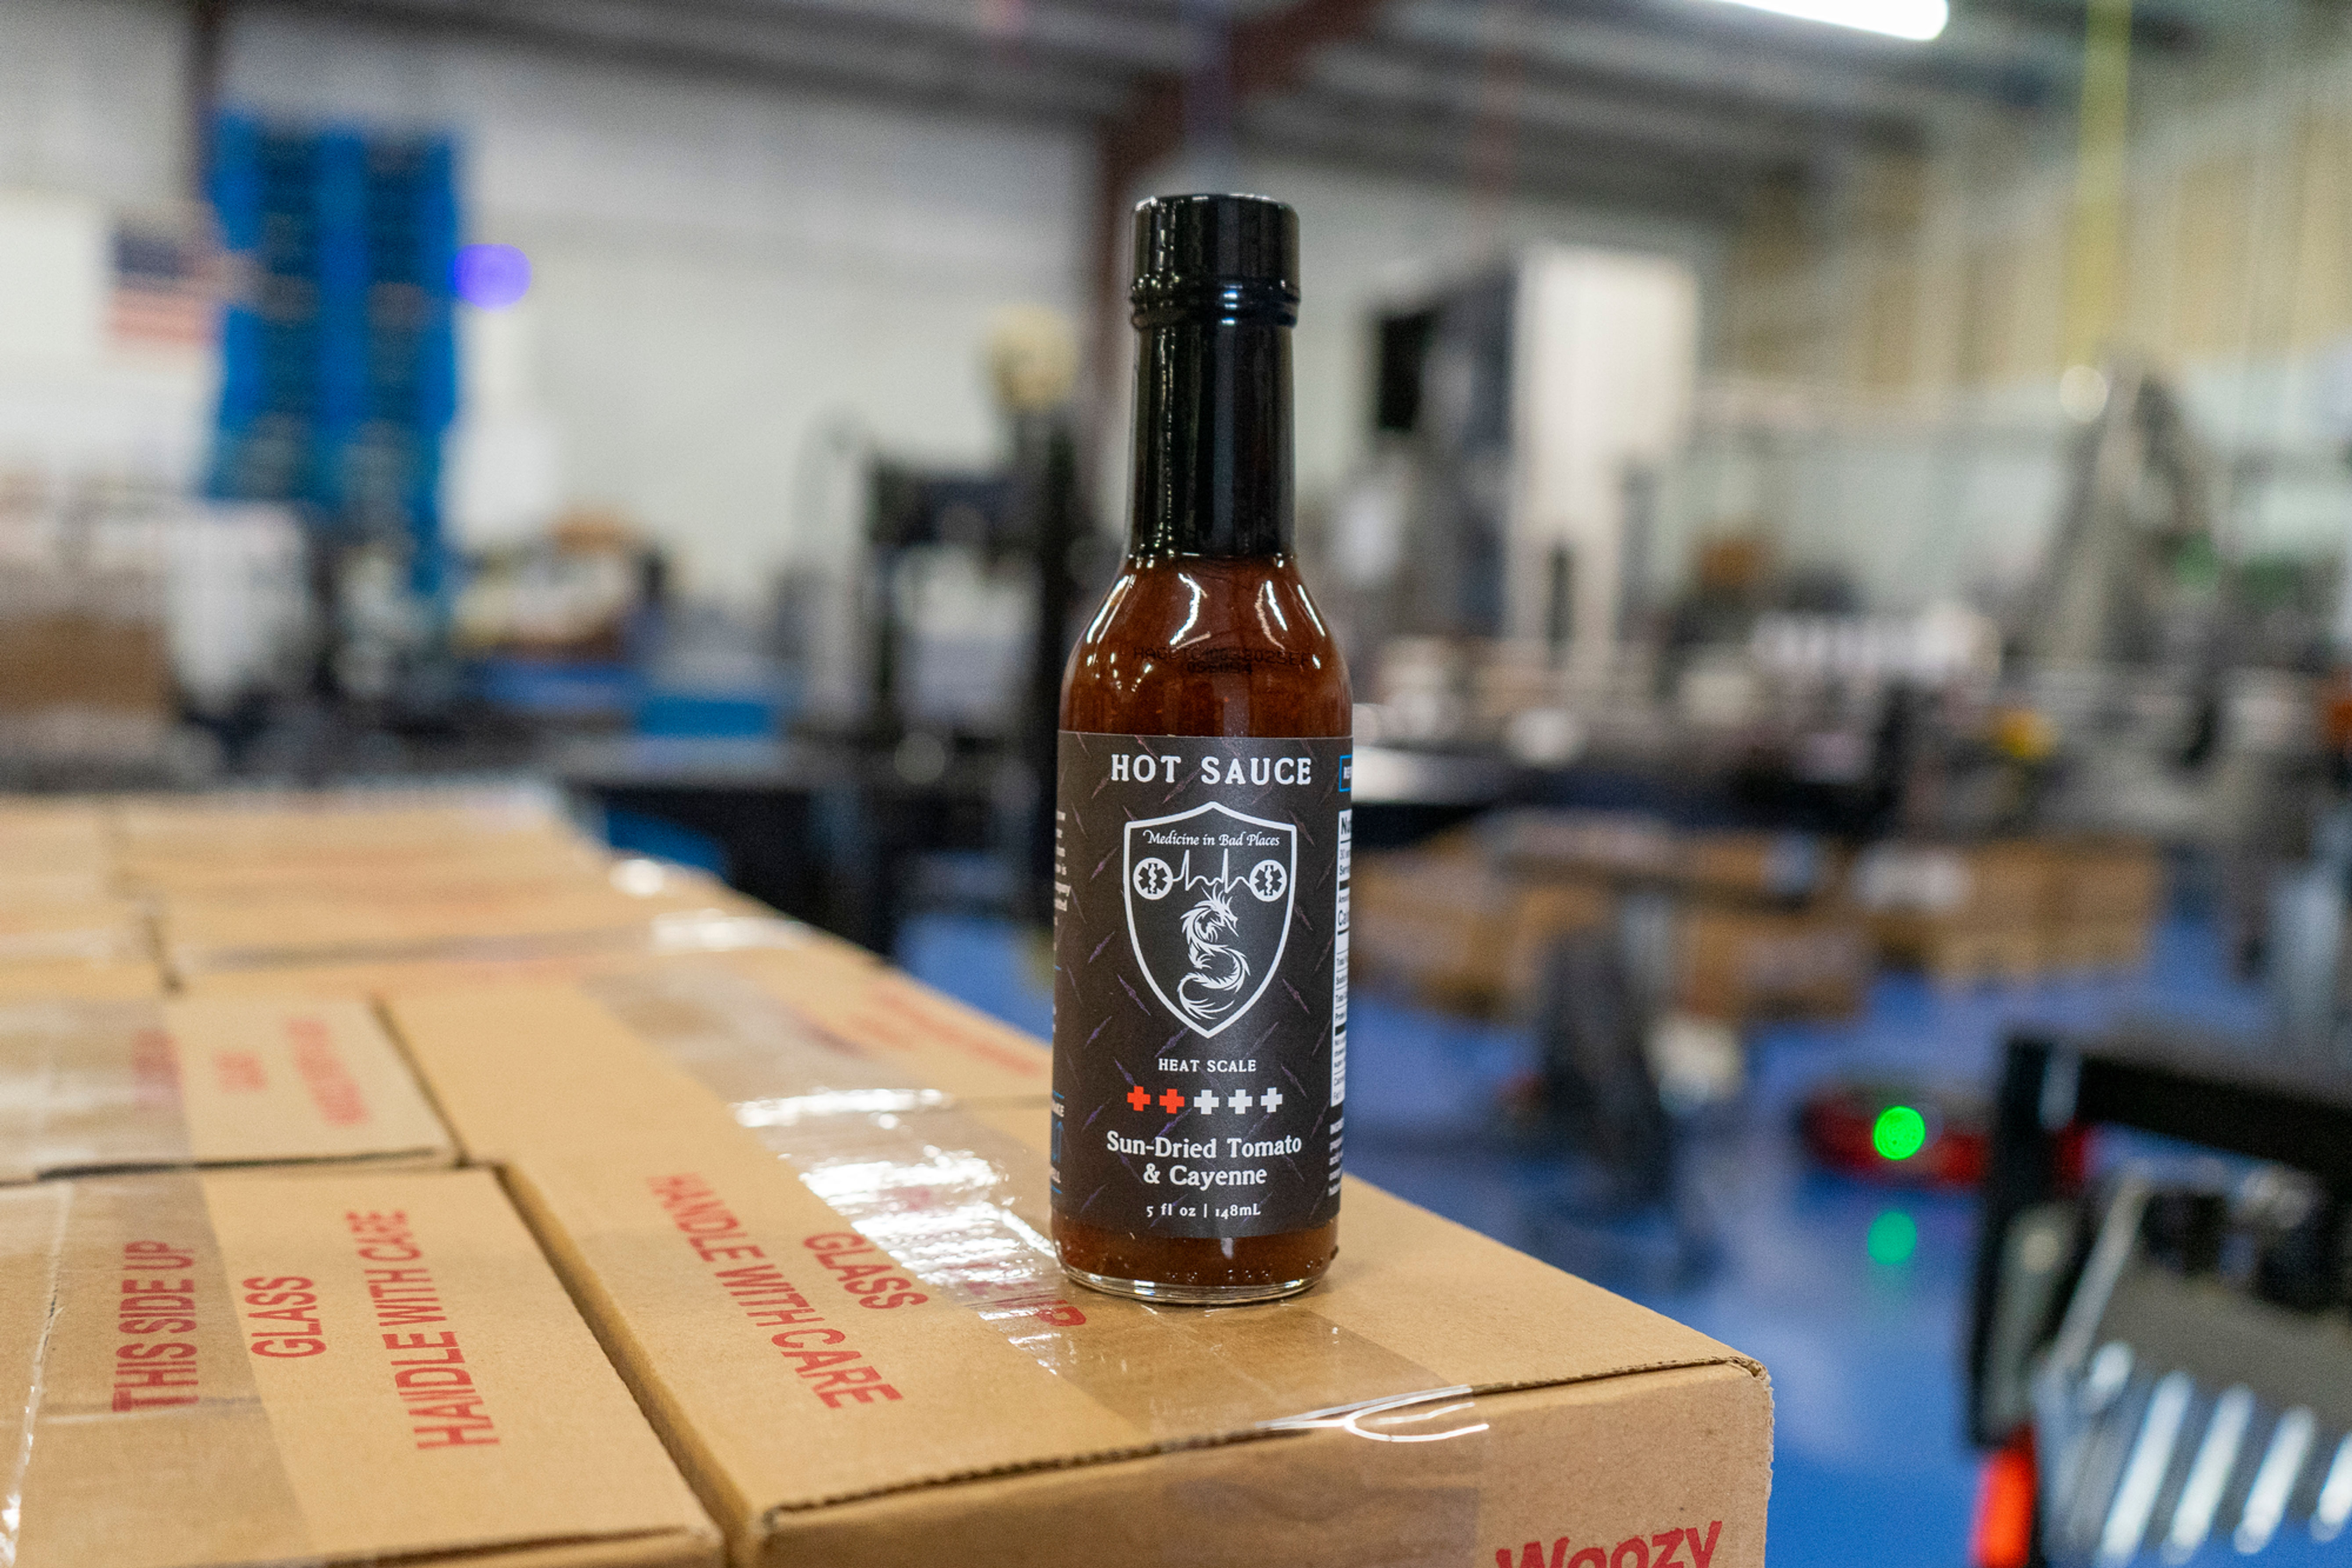 HOT SAUCE
Medicine in Bad Places
HEAT SCALE
Sun-Dried Tomato
& Cayenne
5 fl oz | 148mL
THIS SIDE UP
GLASS
HANDLE WITH CARE
HANDLE WITH CARE
GLASS
Woozy